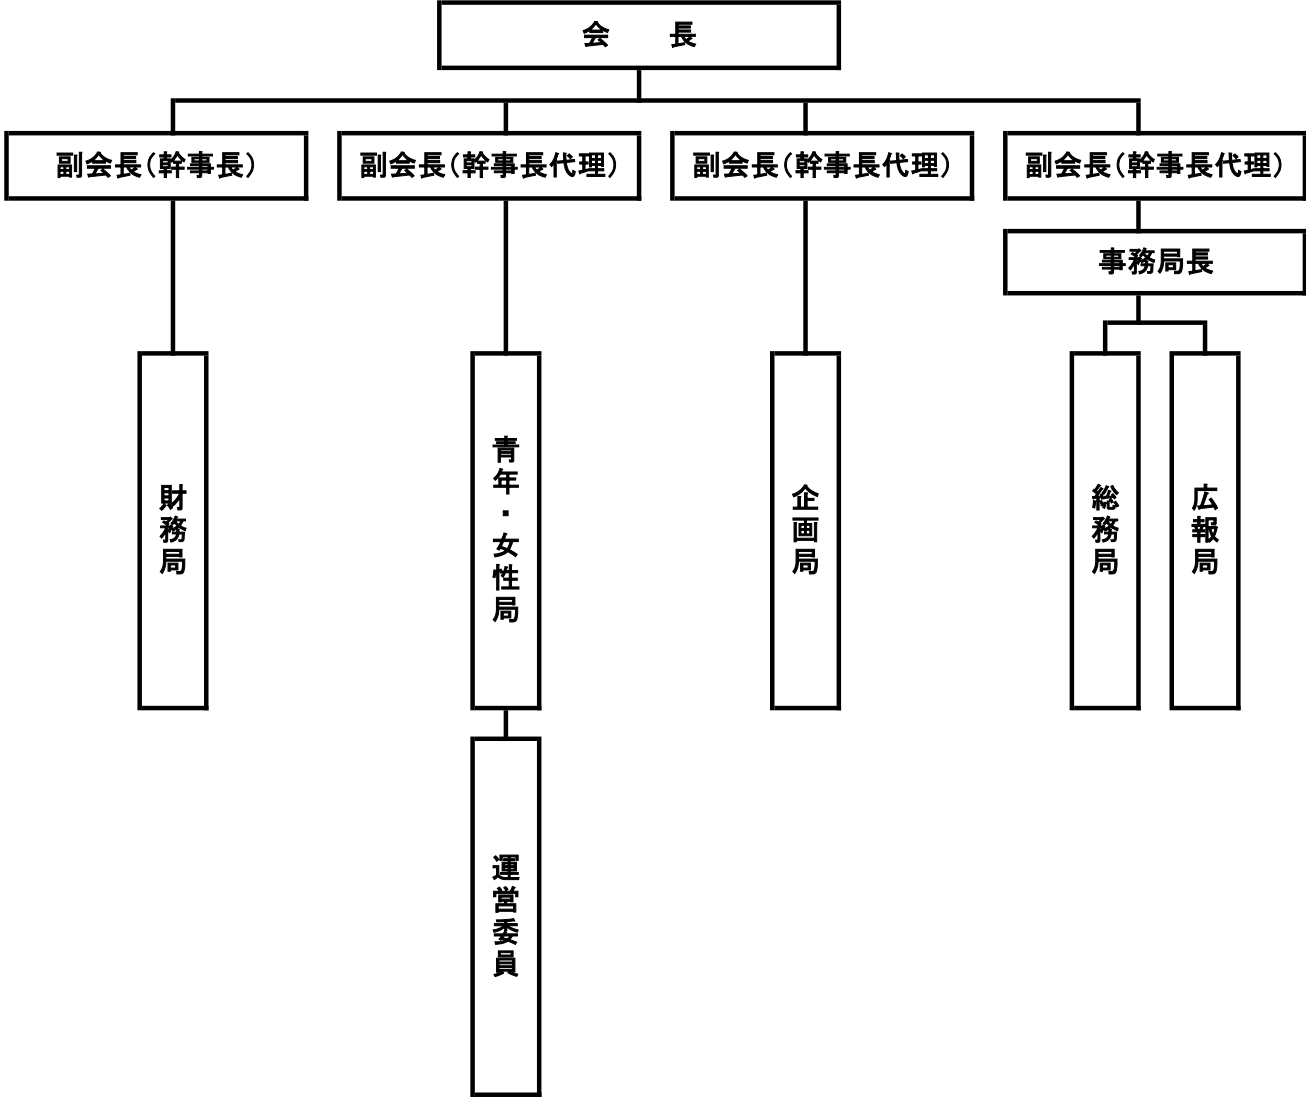 会　　長
副会長（幹事長）
副会長（幹事長代理）
副会長（幹事長代理）
副会長（幹事長代理）
事務局長
財務局
青年・女性局
企画局
総務局
広報局
運営委員